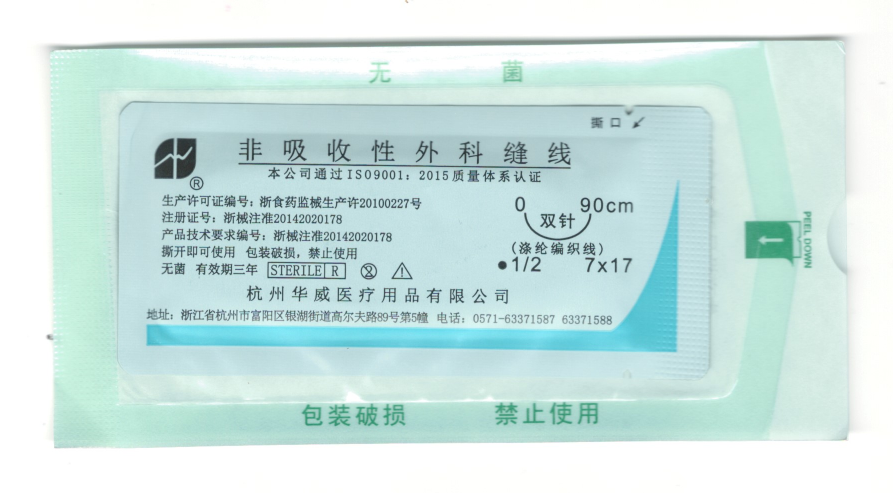 无 菌
撕口
非吸收性外科缝线
本公司通过ISO9001：2015质量体系认证
®
生产许可证编号：浙食药监械生产许20100227号
注册证号：浙械注准20142020178
产品技术要求编号：浙械注准20142020178
撕开即可使用 包装破损，禁止使用
无菌 有效期三年 STERILE R
0 90cm
双针
(涤纶编织线)
●1/2 7x17
杭州华威医疗用品有限公司
地址：浙江省杭州市富阳区银湖街道高尔夫路89号第5幢 电话：0571-63371587 63371588
PEEL DOWN
包装破损 禁止使用